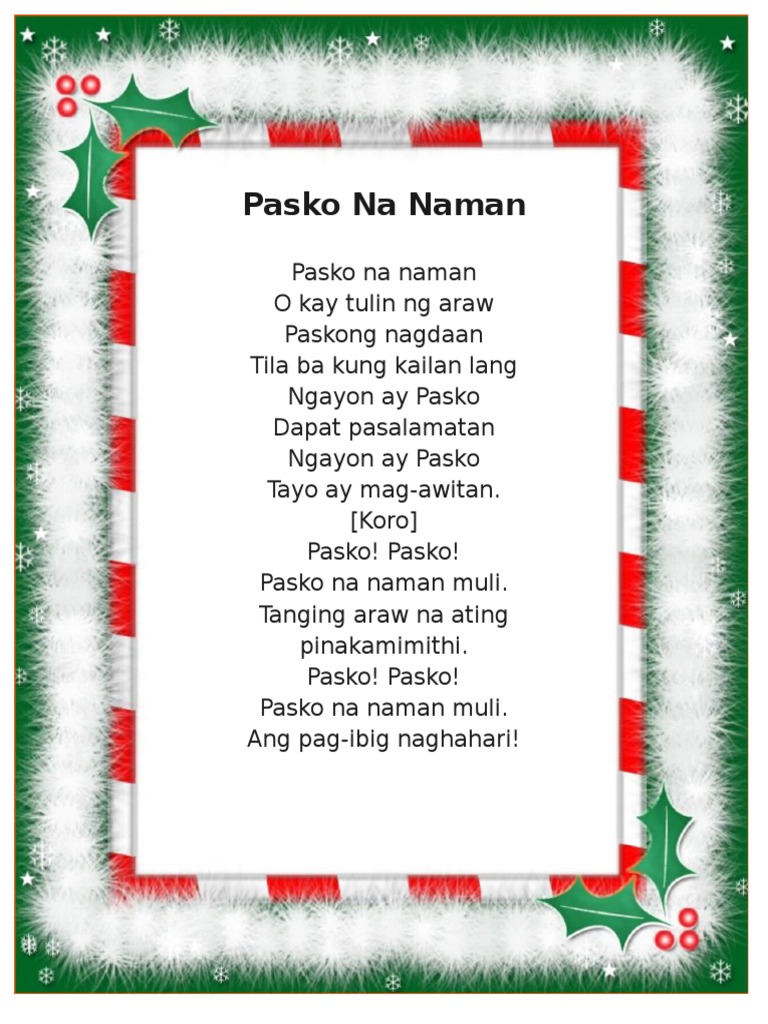 Pasko Na Naman
Pasko na naman
O kay tulin ng araw
Paskong nagdaan
Tila ba kung kailan lang
Ngayon ay Pasko
Dapat pasalamatan
Ngayon ay Pasko
Tayo ay mag-awitan.
[Koro]
Pasko! Pasko!
Pasko na naman muli.
Tanging araw na ating
pinakamimithi.
Pasko! Pasko!
Pasko na naman muli.
Ang pag-ibig naghahari!